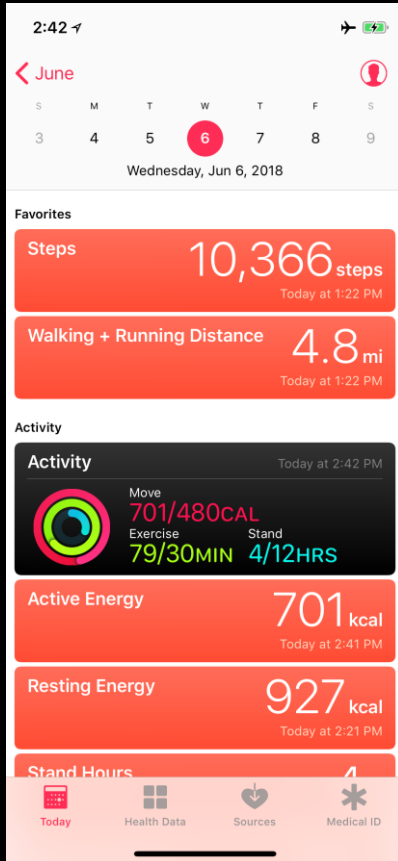 2:42
June
S M T W T F S
3 4 5 6 7 8 9
Wednesday, Jun 6, 2018
Favorites
Steps 10,366 steps
Today at 1:22 PM
Walking + Running Distance 4.8 mi
Today at 1:22 PM
Activity
Activity Today at 2:42 PM
Move
701/480CAL
Exercise Stand
79/30MIN 4/12HRS
Active Energy 701 kcal
Today at 2:41 PM
Resting Energy 927 kcal
Today at 2:21 PM
Stand Hours 4
Today Health Data Sources Medical ID